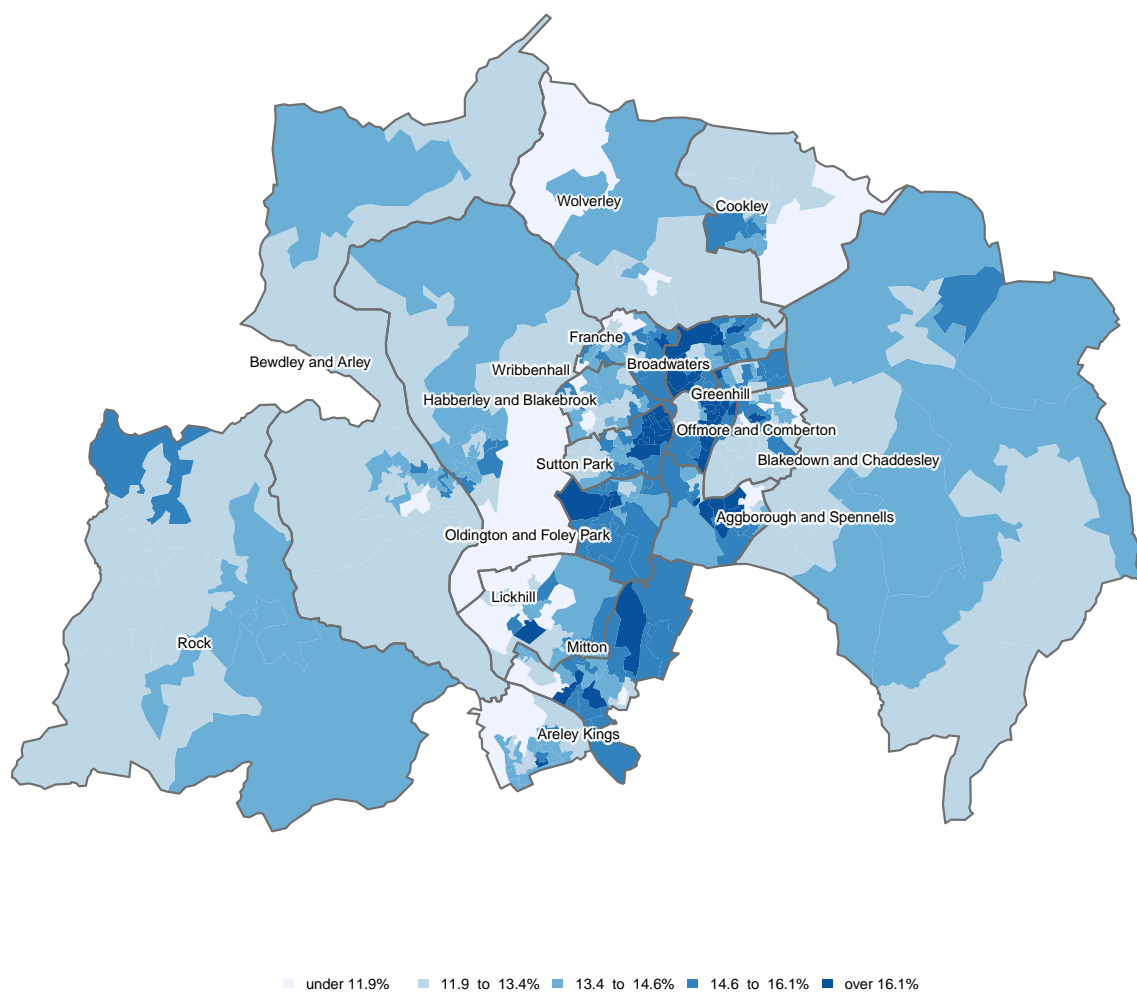 Wolverley
Cookley
Franche
Bewdley and Arley
Broadwaters
Wribbenhall
Greenhill
Habberley and Blakebrook
Offmore and Comberton
Sutton Park
Blakedown and Chaddesley
Aggborough and Spennells
Oldington and Foley Park
Lickhill
Rock
Mitton
Areley Kings
under 11.9% 11.9 to 13.4% 13.4 to 14.6% 14.6 to 16.1% over 16.1%